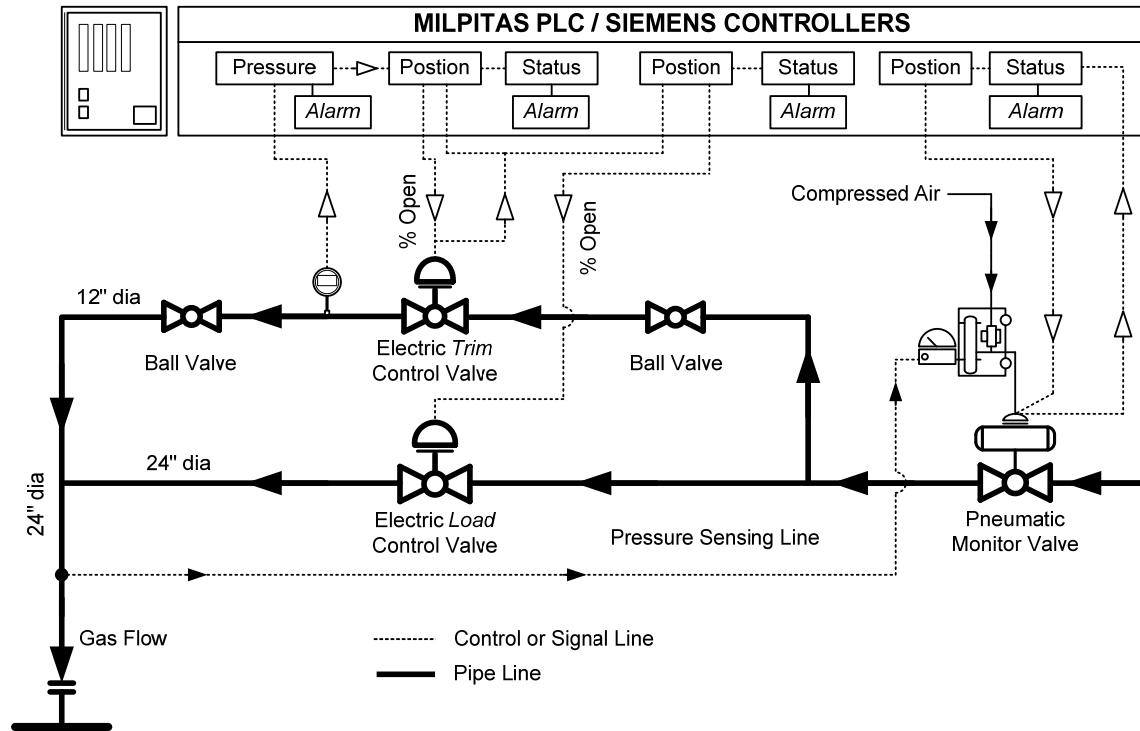 MILPITAS PLC / SIEMENS CONTROLLERS
Pressure
Postion
Status
Postion
Status
Postion
Status
Alarm
Alarm
Alarm
Alarm
% Open
% Open
Compressed Air
12" dia
Ball Valve
Electric Trim
Control Valve
Ball Valve
24" dia
24" dia
Electric Load
Control Valve
Pressure Sensing Line
Pneumatic
Monitor Valve
Gas Flow
Control or Signal Line
Pipe Line